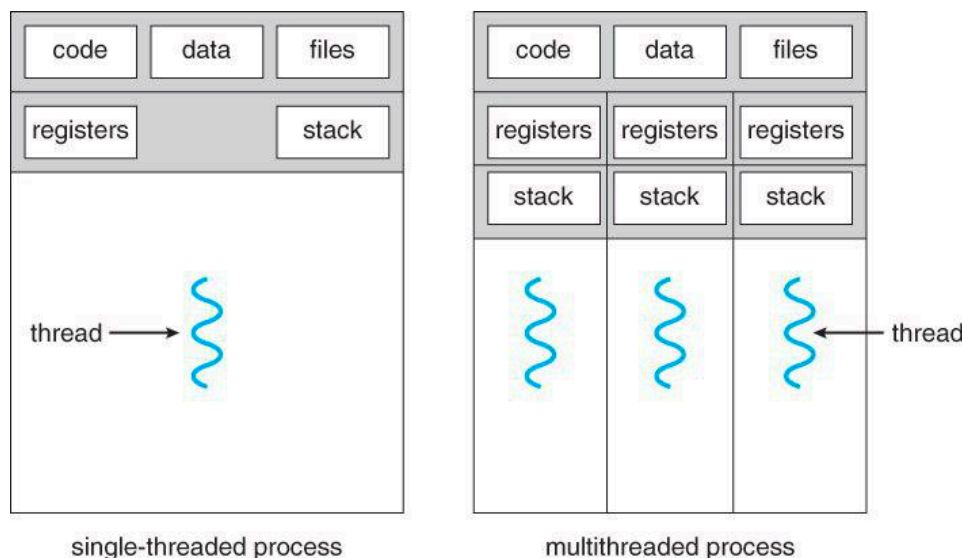 code data files
registers stack
thread
single-threaded process
code data files
registers registers registers
stack stack stack
thread
multithreaded process